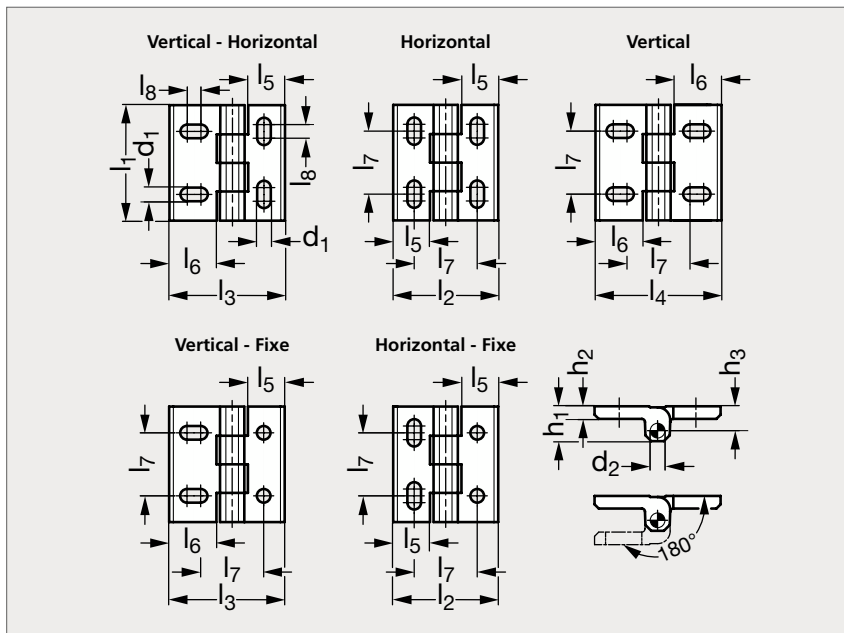 Vertical - Horizontal
Horizontal
Vertical
l5
l8
l1
d1
l8
d1
l6
l3
l5
l7
l5
l7
l2
l6
l7
l6
l7
l4
Vertical - Fixe
Horizontal - Fixe
l5
l7
l6
l7
l3
l5
l7
l5
l7
l2
h2
h3
h1
d2
180°